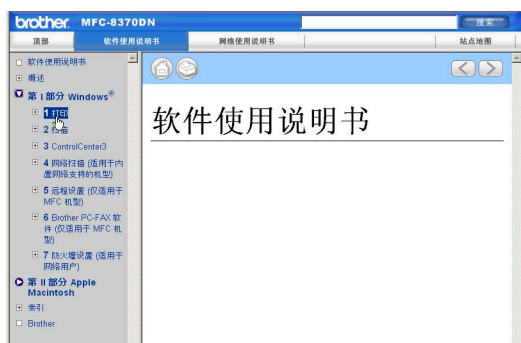 brother. MFC-8370DN
搜索
顶部 软件使用说明书 网络使用说明书 站点地图
软件使用说明书
概述
第 I 部分 Windows®
1 打印
2 扫描
3 ControlCenter3
4 网络扫描 (适用于内
置网络支持的机型)
5 远程设置 (仅适用于
MFC 机型)
6 Brother PC-FAX 软
件 (仅适用于 MFC 机
型)
7 防火墙设置 (适用于
网络用户)
第 II 部分 Apple
Macintosh
索引
Brother
软件使用说明书